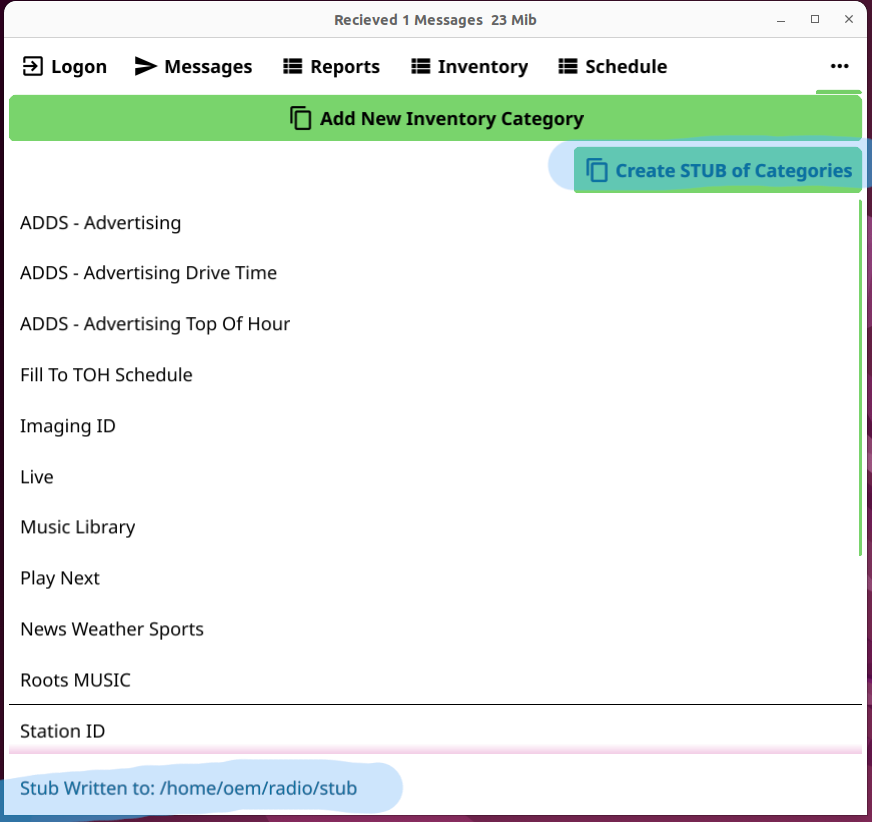 Recieved 1 Messages 23 Mib
Logon Messages Reports Inventory Schedule ...
Add New Inventory Category
Create STUB of Categories
ADDS - Advertising
ADDS - Advertising Drive Time
ADDS - Advertising Top Of Hour
Fill To TOH Schedule
Imaging ID
Live
Music Library
Play Next
News Weather Sports
Roots MUSIC
Station ID
Stub Written to: /home/oem/radio/stub